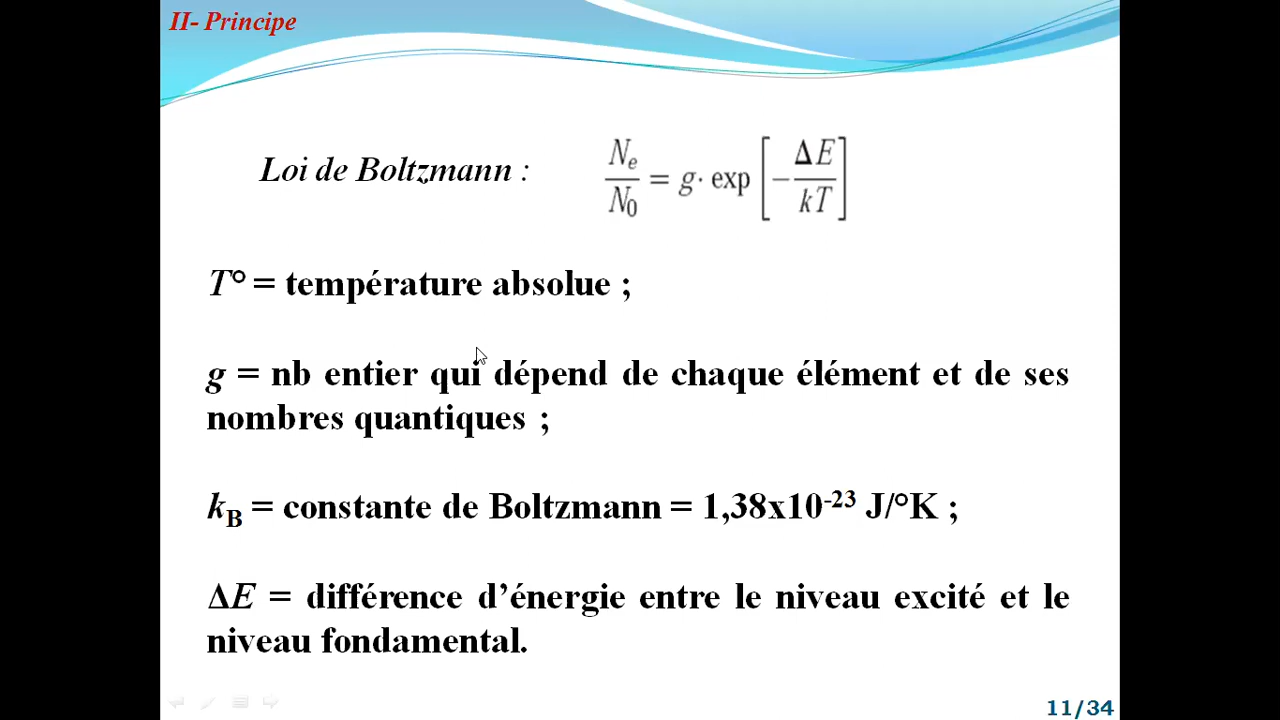 II- Principe
Loi de Boltzmann : Ne/N0 = g· exp [−ΔE/kT]
T° = température absolue ;
g = nb entier qui dépend de chaque élément et de ses
nombres quantiques ;
kB = constante de Boltzmann = 1,38x10-23 J/°K ;
ΔE = différence d’énergie entre le niveau excité et le
niveau fondamental.
11/34